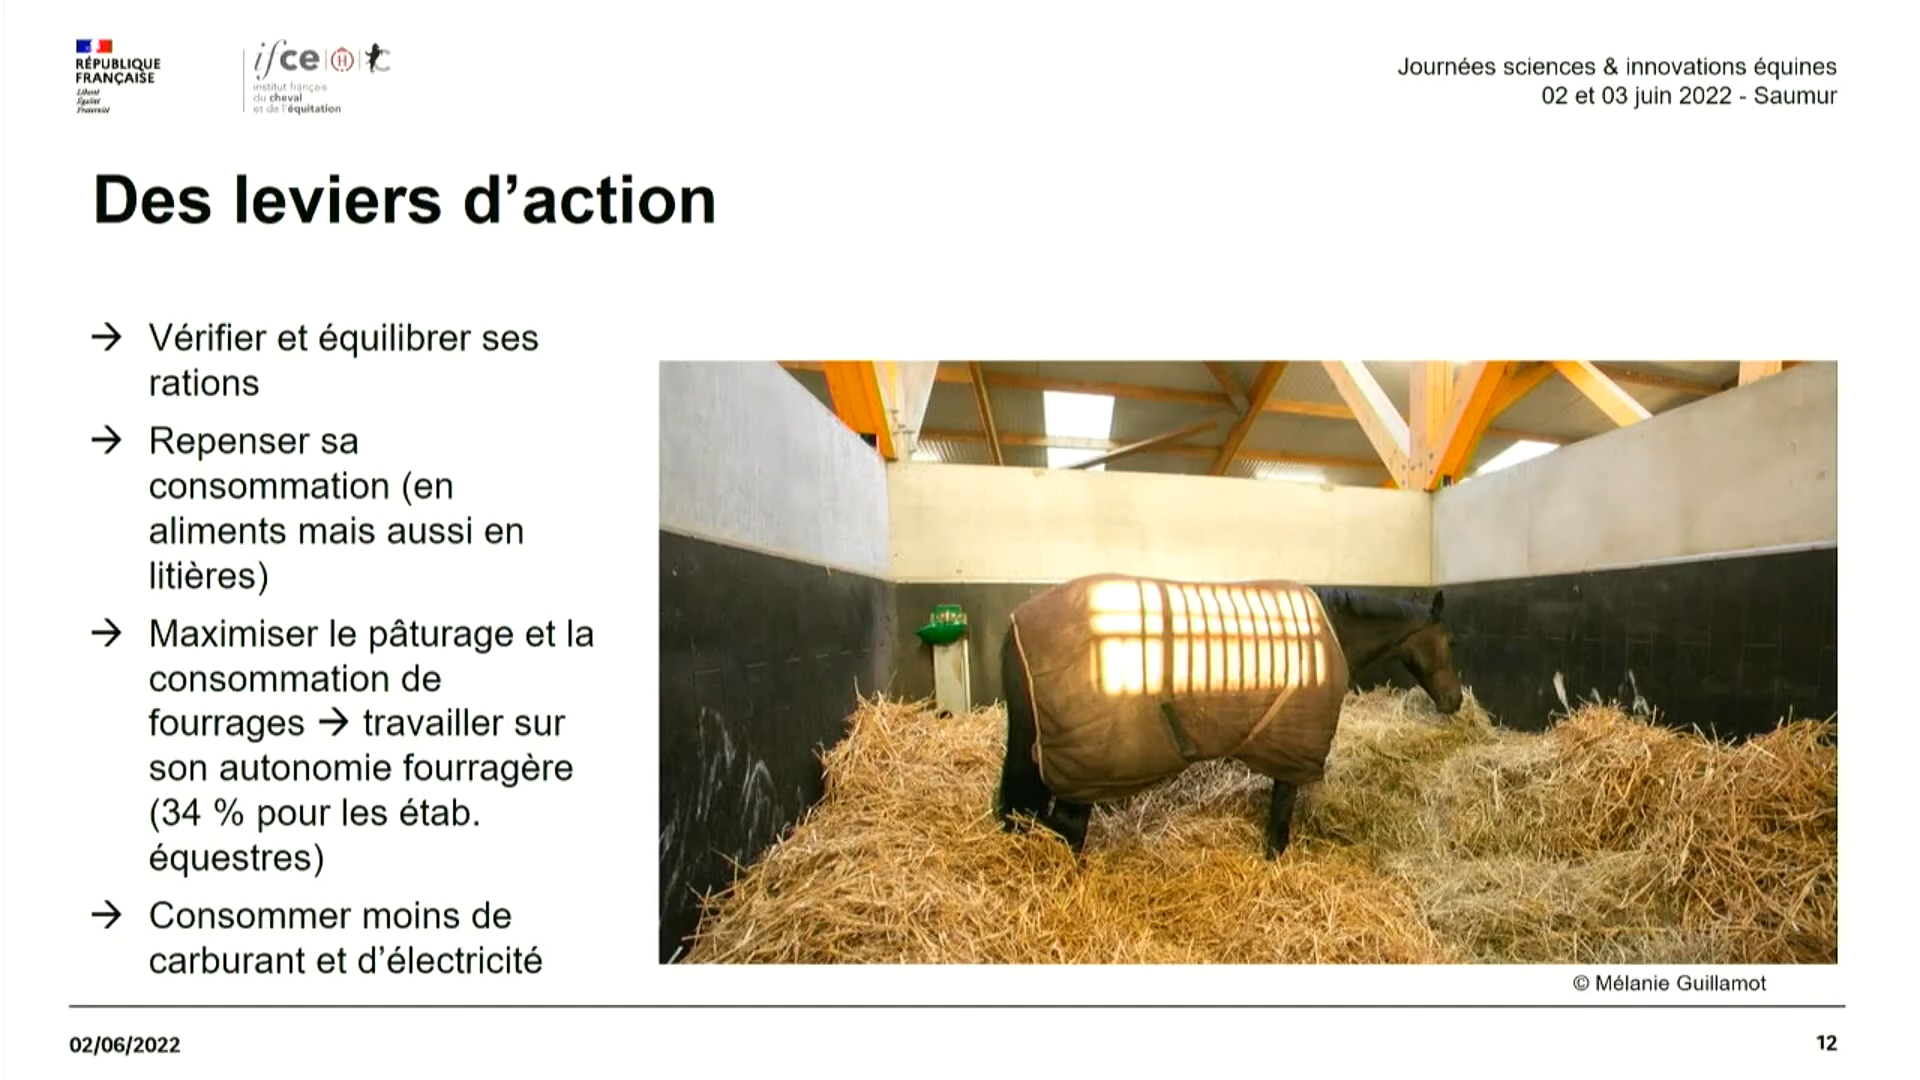 RÉPUBLIQUE
FRANÇAISE
Liberté
Égalité
Fraternité
ifce
institut français
du cheval
et de l'équitation
Journées sciences & innovations équines
02 et 03 juin 2022 - Saumur
Des leviers d’action
→ Vérifier et équilibrer ses
rations
→ Repenser sa
consommation (en
aliments mais aussi en
litières)
→ Maximiser le pâturage et la
consommation de
fourrages → travailler sur
son autonomie fourragère
(34 % pour les étab.
équestres)
→ Consommer moins de
carburant et d’électricité
© Mélanie Guillamot
02/06/2022
12